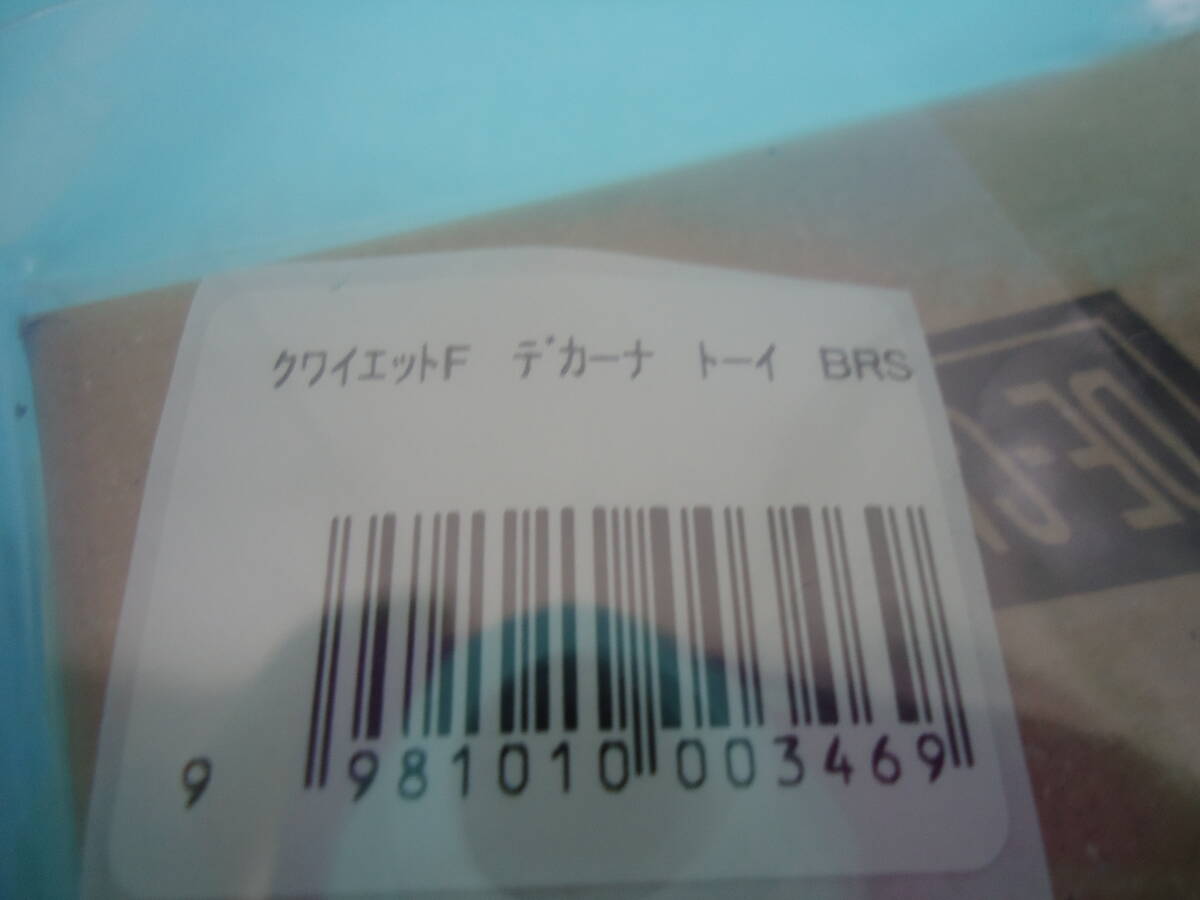 ｸﾜｲｴｯﾄF ﾃﾞｶｰﾅ ﾄｰｲ BRS
9 981010 003469